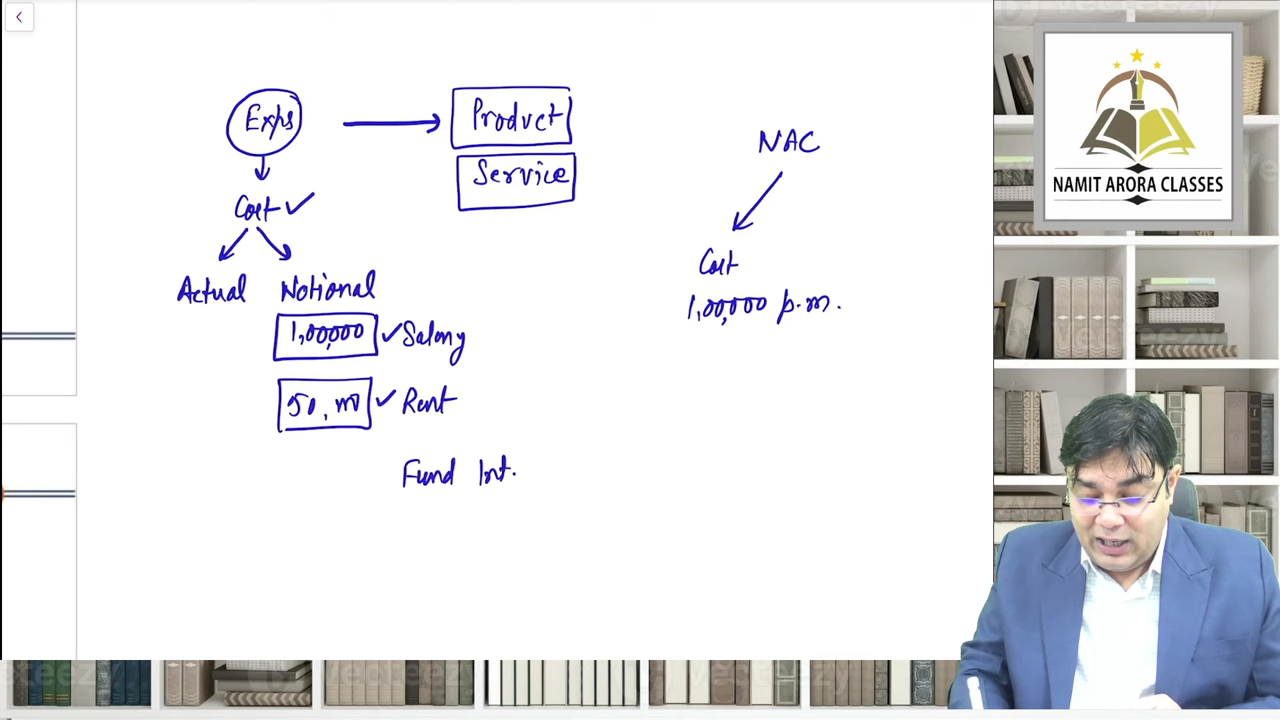 Exps
Product
Service
Cost
Actual
Notional
1,00,000 Salary
50,000 Rent
Fund Int.
NAC
Cost
1,00,000 p.m.
NAMIT ARORA CLASSES
vecteezy